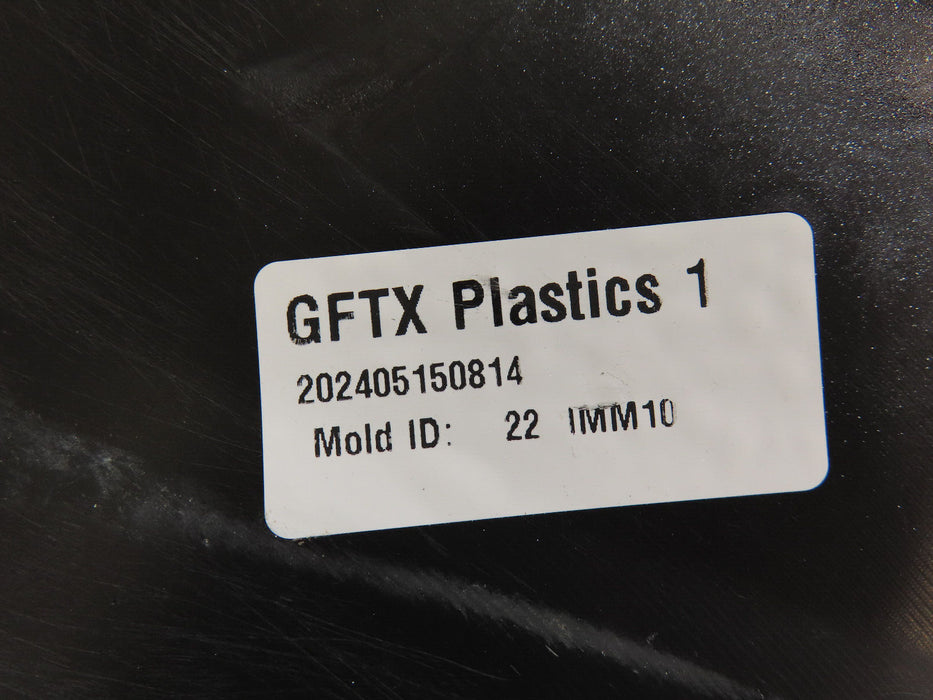 GFTX Plastics 1
202405150814
Mold ID: 22 IMM10